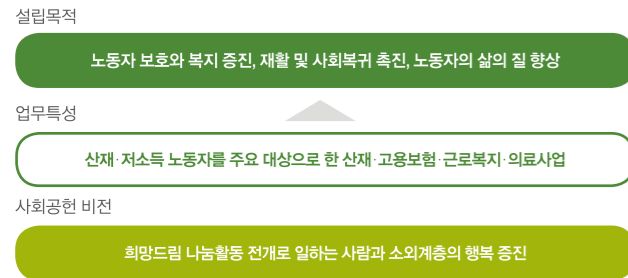 설립목적
노동자 보호와 복지 증진, 재활 및 사회복귀 촉진, 노동자의 삶의 질 향상
업무특성
산재·저소득 노동자를 주요 대상으로 한 산재·고용보험·근로복지·의료사업
사회공헌 비전
희망드림 나눔활동 전개로 일하는 사람과 소외계층의 행복 증진